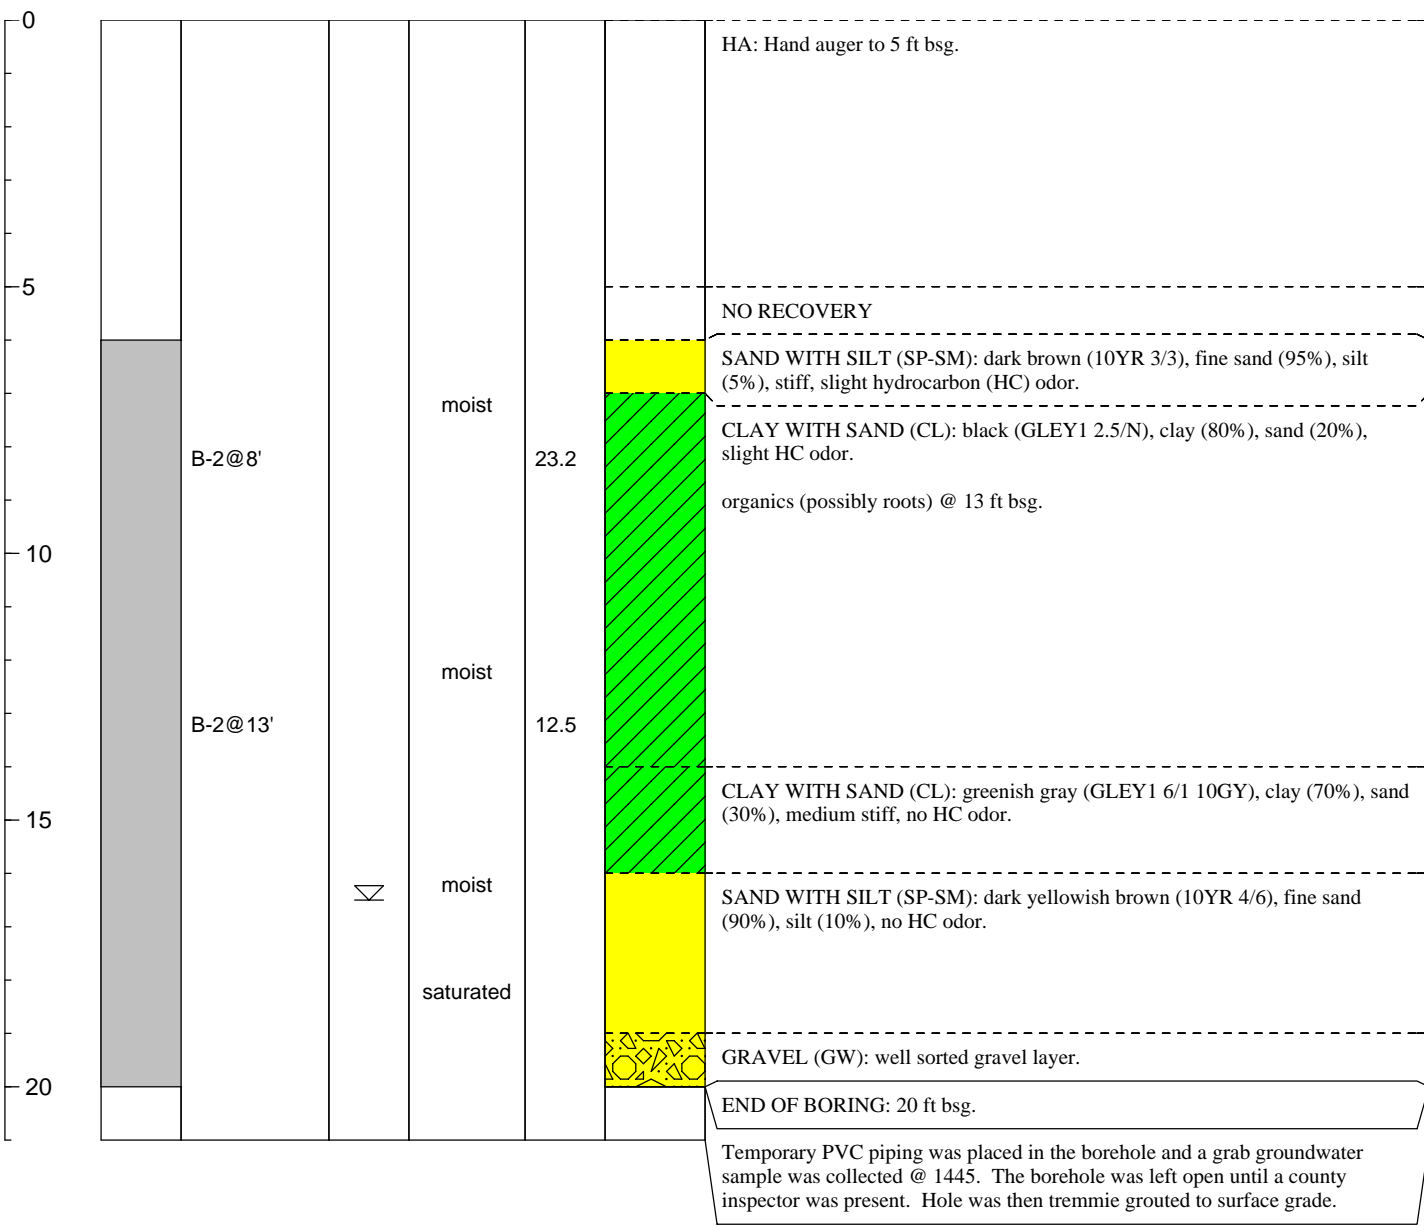 0
HA: Hand auger to 5 ft bsg.
5
NO RECOVERY
SAND WITH SILT (SP-SM): dark brown (10YR 3/3), fine sand (95%), silt
(5%), stiff, slight hydrocarbon (HC) odor.
moist
CLAY WITH SAND (CL): black (GLEY1 2.5/N), clay (80%), sand (20%),
slight HC odor.
B-2@8'
23.2
organics (possibly roots) @ 13 ft bsg.
10
moist
B-2@13'
12.5
CLAY WITH SAND (CL): greenish gray (GLEY1 6/1 10GY), clay (70%), sand
(30%), medium stiff, no HC odor.
15
moist
SAND WITH SILT (SP-SM): dark yellowish brown (10YR 4/6), fine sand
(90%), silt (10%), no HC odor.
saturated
GRAVEL (GW): well sorted gravel layer.
20
END OF BORING: 20 ft bsg.
Temporary PVC piping was placed in the borehole and a grab groundwater
sample was collected @ 1445.  The borehole was left open until a county
inspector was present.  Hole was then tremmie grouted to surface grade.